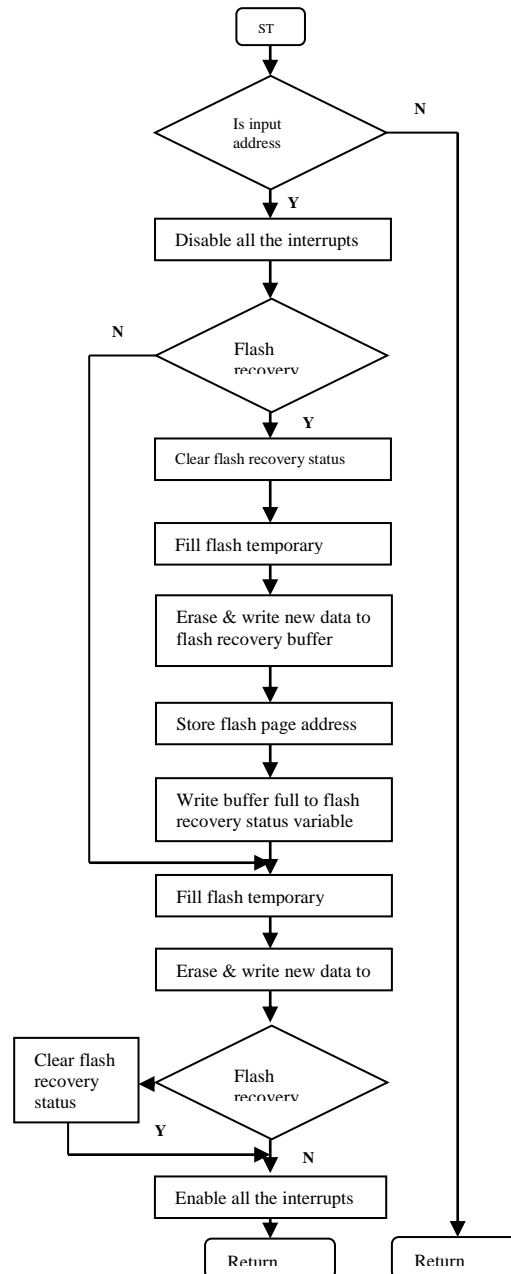 ST
Is input
address
N
Y
Disable all the interrupts
N
Flash
recovery
Y
Clear flash recovery status
Fill flash temporary
Erase & write new data to
flash recovery buffer
Store flash page address
Write buffer full to flash
recovery status variable
Fill flash temporary
Erase & write new data to
Clear flash
recovery
status
Flash
recovery
Y
N
Enable all the interrupts
Return
Return